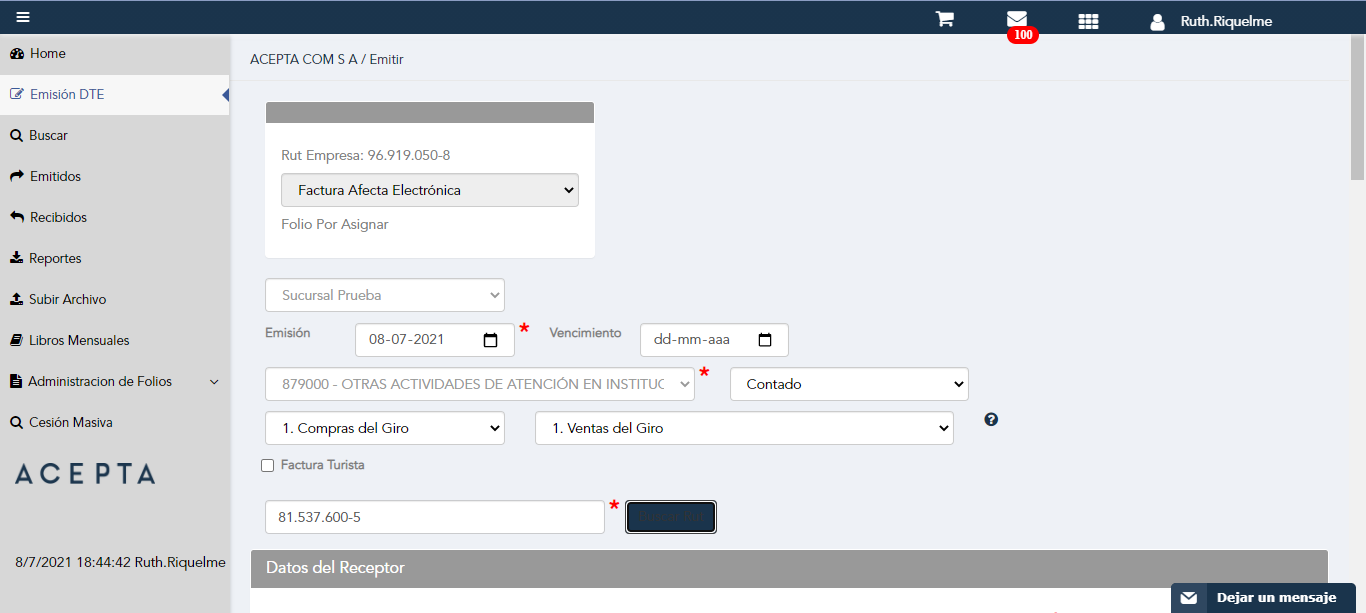 100
Ruth.Riquelme
Home
Emisión DTE
Buscar
Emitidos
Recibidos
Reportes
Subir Archivo
Libros Mensuales
Administracion de Folios
Cesión Masiva
ACEPTA
8/7/2021 18:44:42 Ruth.Riquelme
ACEPTA COM S A / Emitir
Rut Empresa: 96.919.050-8
Factura Afecta Electrónica
Folio Por Asignar
Sucursal Prueba
Emisión 08-07-2021 * Vencimiento dd-mm-aaa
879000 - OTRAS ACTIVIDADES DE ATENCIÓN EN INSTITUC * Contado
1. Compras del Giro 1. Ventas del Giro ?
Factura Turista
81.537.600-5 *
Datos del Receptor
Dejar un mensaje